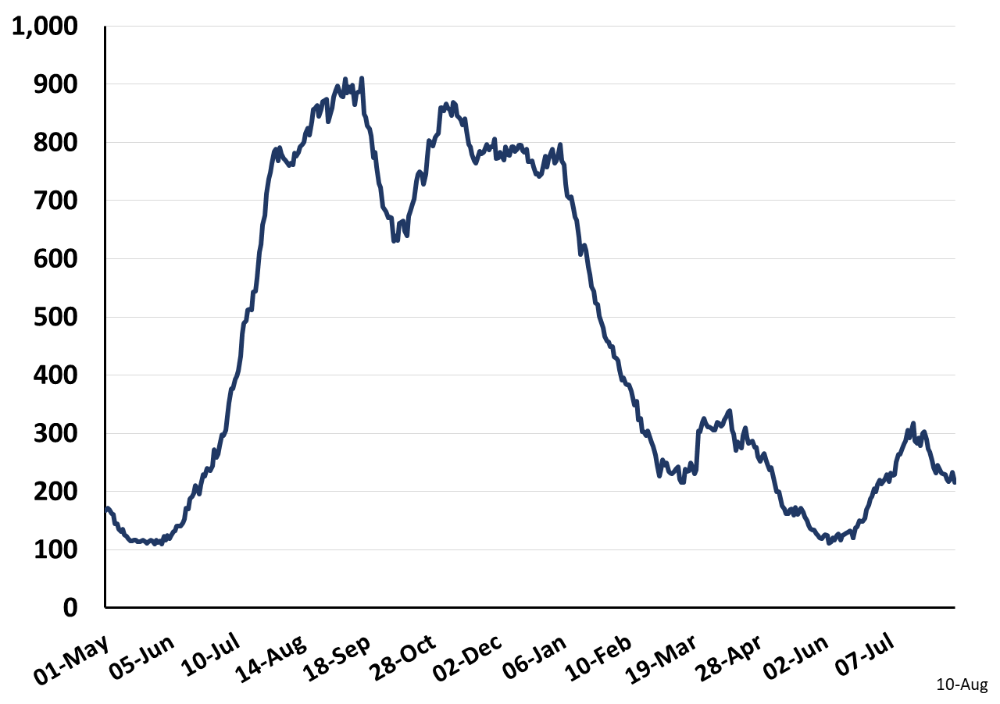 1,000
900
800
700
600
500
400
300
200
100
0
01-May
05-Jun
10-Jul
14-Aug
18-Sep
28-Oct
02-Dec
06-Jan
10-Feb
19-Mar
28-Apr
02-Jun
07-Jul
10-Aug